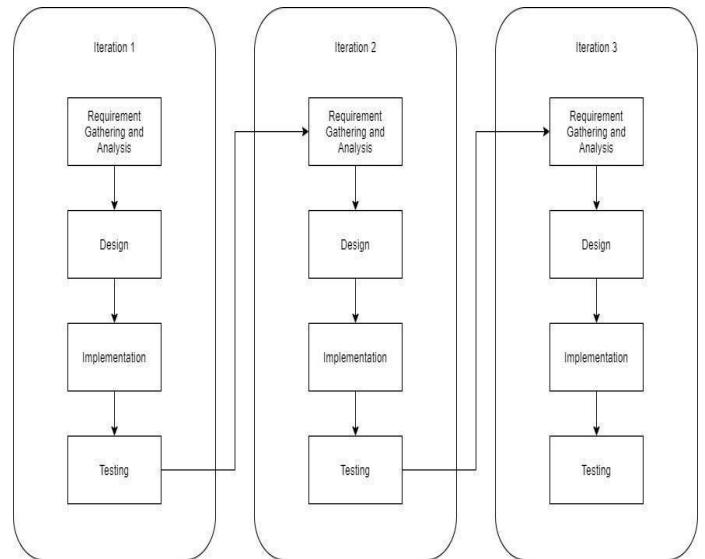 Iteration 1
Requirement
Gathering and
Analysis
Design
Implementation
Testing
Iteration 2
Requirement
Gathering and
Analysis
Design
Implementation
Testing
Iteration 3
Requirement
Gathering and
Analysis
Design
Implementation
Testing